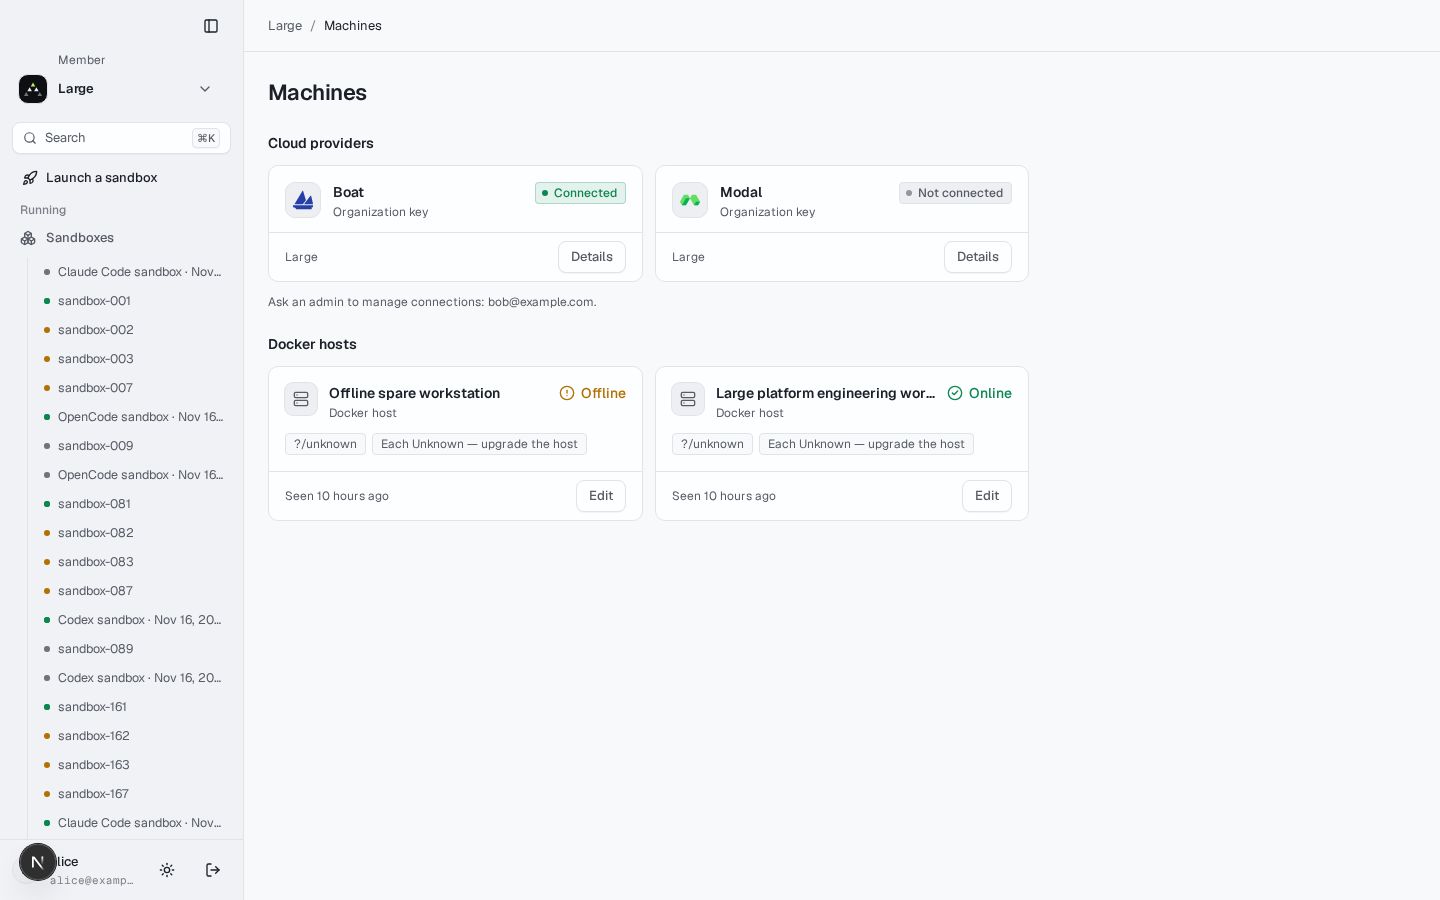 Member
Large
Search ⌘K
Launch a sandbox
Running
Sandboxes
Claude Code sandbox · Nov...
sandbox-001
sandbox-002
sandbox-003
sandbox-007
OpenCode sandbox · Nov 16...
sandbox-009
OpenCode sandbox · Nov 16...
sandbox-081
sandbox-082
sandbox-083
sandbox-087
Codex sandbox · Nov 16, 20...
sandbox-089
Codex sandbox · Nov 16, 20...
sandbox-161
sandbox-162
sandbox-163
sandbox-167
Claude Code sandbox · Nov...
N
lice
alice@examp...
Large / Machines
Machines
Cloud providers
Boat Connected
Organization key
Large Details
Modal Not connected
Organization key
Large Details
Ask an admin to manage connections: bob@example.com.
Docker hosts
Offline spare workstation Offline
Docker host
?/unknown Each Unknown — upgrade the host
Seen 10 hours ago Edit
Large platform engineering wor... Online
Docker host
?/unknown Each Unknown — upgrade the host
Seen 10 hours ago Edit